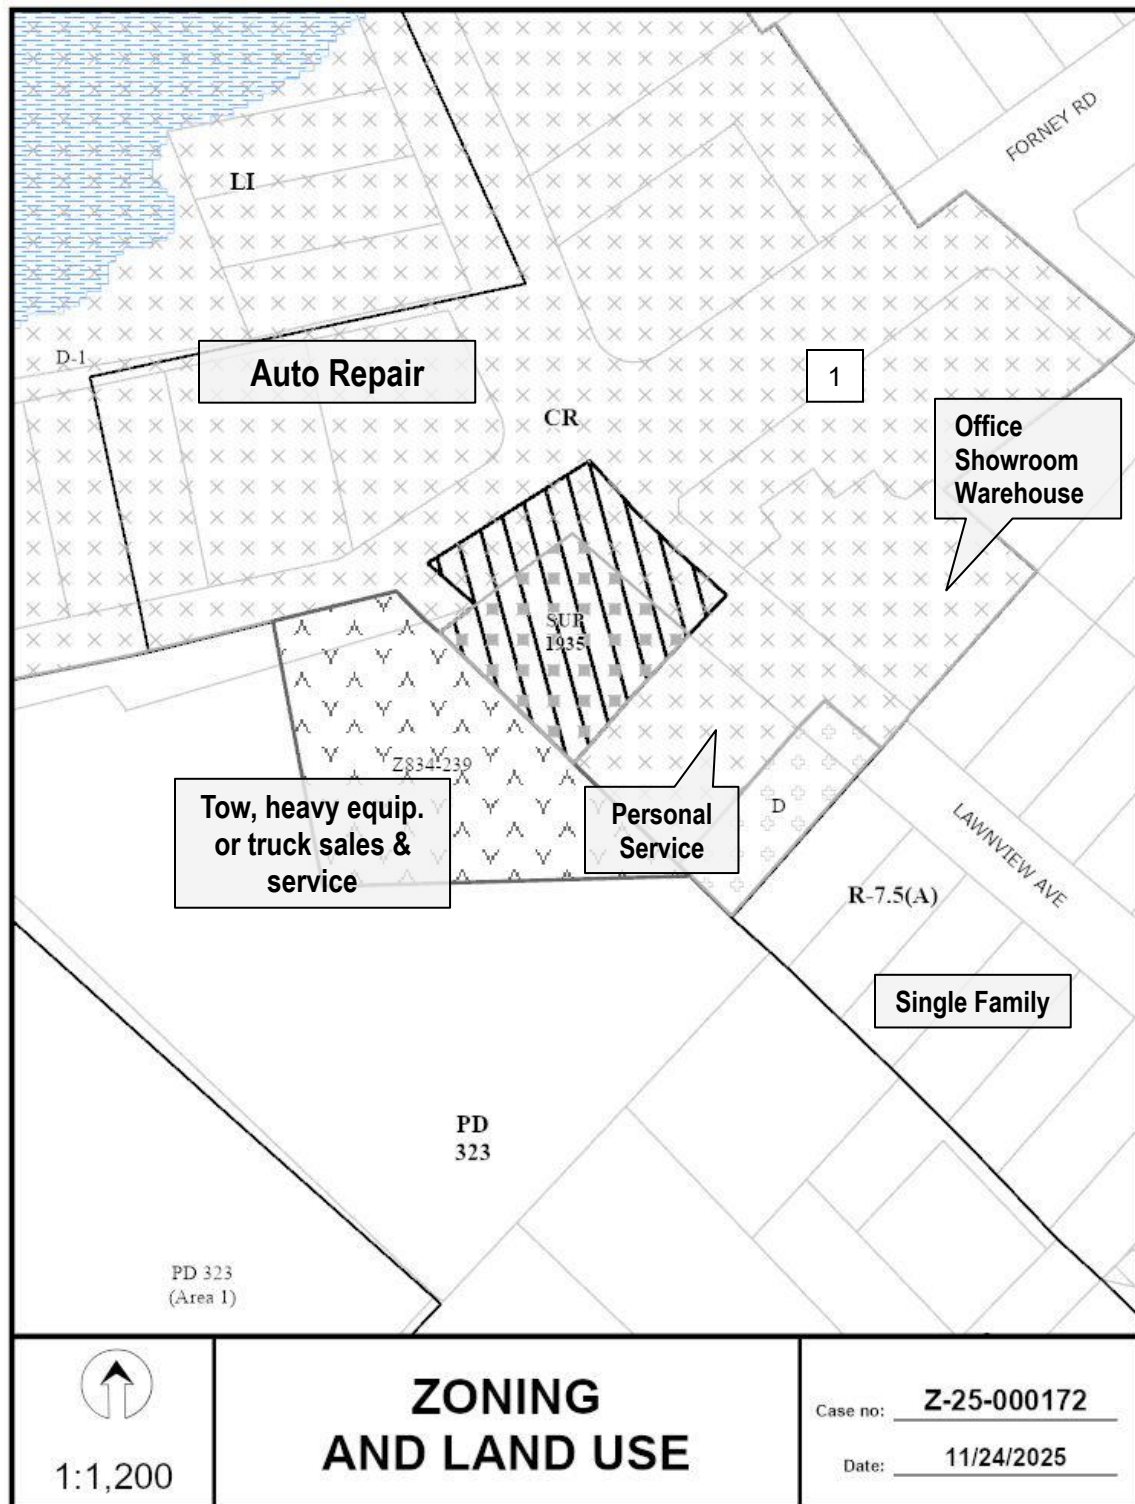 FORNEY RD
LI
D-1
Auto Repair
1
CR
Office
Showroom
Warehouse
SUP
1935
Z834-239
Tow, heavy equip.
or truck sales &
service
Personal
Service
D
LAWNVIEW AVE
R-7.5(A)
Single Family
PD
323
PD 323
(Area 1)
1:1,200
ZONING
AND LAND USE
Case no: Z-25-000172
Date: 11/24/2025